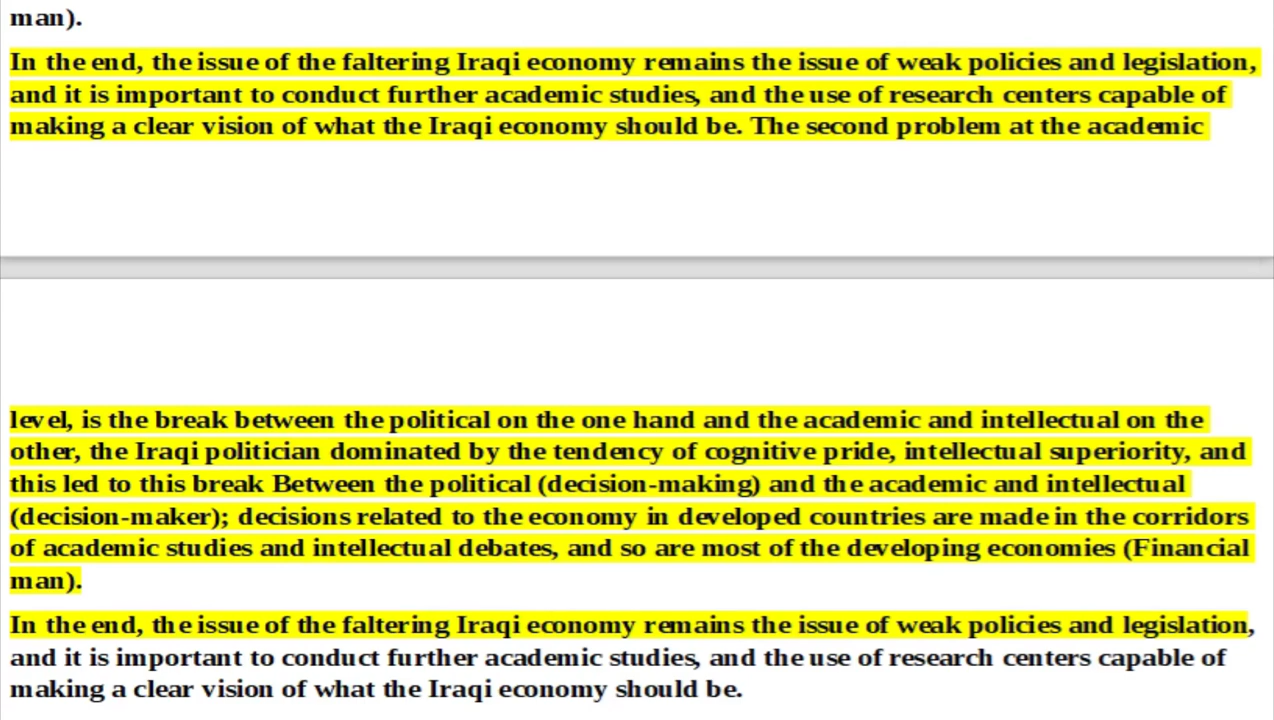 man).
In the end, the issue of the faltering Iraqi economy remains the issue of weak policies and legislation,
and it is important to conduct further academic studies, and the use of research centers capable of
making a clear vision of what the Iraqi economy should be. The second problem at the academic
level, is the break between the political on the one hand and the academic and intellectual on the
other, the Iraqi politician dominated by the tendency of cognitive pride, intellectual superiority, and
this led to this break Between the political (decision-making) and the academic and intellectual
(decision-maker); decisions related to the economy in developed countries are made in the corridors
of academic studies and intellectual debates, and so are most of the developing economies (Financial
man).
In the end, the issue of the faltering Iraqi economy remains the issue of weak policies and legislation,
and it is important to conduct further academic studies, and the use of research centers capable of
making a clear vision of what the Iraqi economy should be.